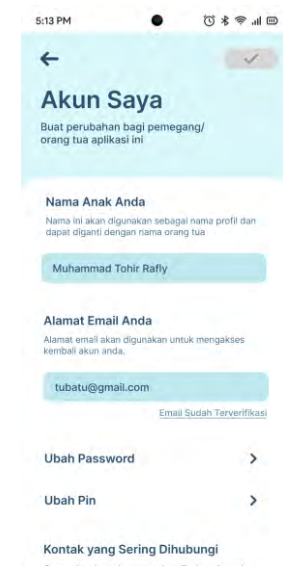 5:13 PM
Akun Saya
Buat perubahan bagi pemegang/
orang tua aplikasi ini
Nama Anak Anda
Nama ini akan digunakan sebagai nama profil dan
dapat diganti dengan nama orang tua
Muhammad Tohir Rafly
Alamat Email Anda
Alamat email akan digunakan untuk mengakses
kembali akun anda.
tubatu@gmail.com
Email Sudah Terverifikasi
Ubah Password
Ubah Pin
Kontak yang Sering Dihubungi